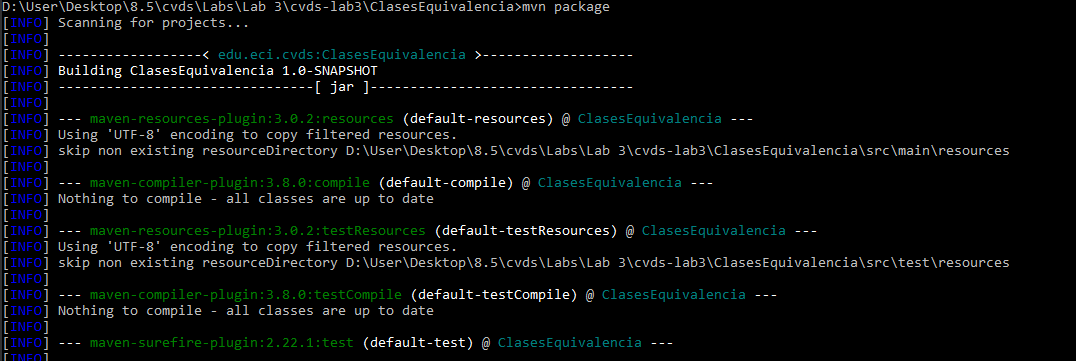 D:\User\Desktop\8.5\cvds\Labs\Lab 3\cvds-lab3\ClasesEquivalencia>mvn package
[INFO] Scanning for projects...
[INFO]
[INFO] ------------------< edu.eci.cvds:ClasesEquivalencia >-------------------
[INFO] Building ClasesEquivalencia 1.0-SNAPSHOT
[INFO] --------------------------------[ jar ]---------------------------------
[INFO]
[INFO] --- maven-resources-plugin:3.0.2:resources (default-resources) @ ClasesEquivalencia ---
[INFO] Using 'UTF-8' encoding to copy filtered resources.
[INFO] skip non existing resourceDirectory D:\User\Desktop\8.5\cvds\Labs\Lab 3\cvds-lab3\ClasesEquivalencia\src\main\resources
[INFO]
[INFO] --- maven-compiler-plugin:3.8.0:compile (default-compile) @ ClasesEquivalencia ---
[INFO] Nothing to compile - all classes are up to date
[INFO]
[INFO] --- maven-resources-plugin:3.0.2:testResources (default-testResources) @ ClasesEquivalencia ---
[INFO] Using 'UTF-8' encoding to copy filtered resources.
[INFO] skip non existing resourceDirectory D:\User\Desktop\8.5\cvds\Labs\Lab 3\cvds-lab3\ClasesEquivalencia\src\test\resources
[INFO]
[INFO] --- maven-compiler-plugin:3.8.0:testCompile (default-testCompile) @ ClasesEquivalencia ---
[INFO] Nothing to compile - all classes are up to date
[INFO]
[INFO] --- maven-surefire-plugin:2.22.1:test (default-test) @ ClasesEquivalencia ---
[INFO]